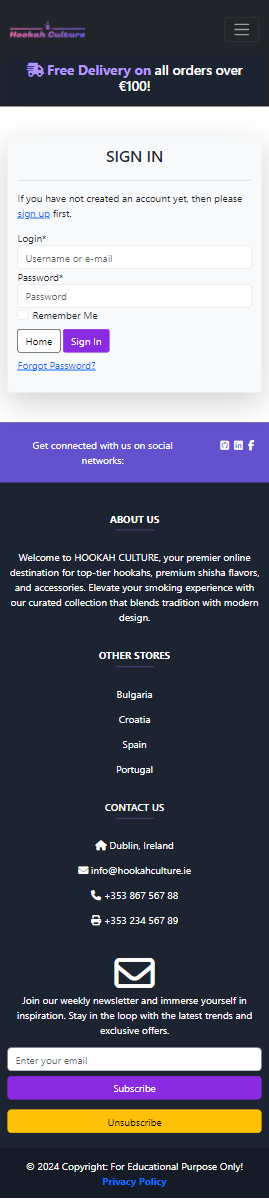 Hookah Culture
Free Delivery on all orders over
€100!
SIGN IN
If you have not created an account yet, then please
sign up first.
Login*
Username or e-mail
Password*
Password
Remember Me
Home Sign In
Forgot Password?
Get connected with us on social
networks:
ABOUT US
Welcome to HOOKAH CULTURE, your premier online
destination for top-tier hookahs, premium shisha flavors,
and accessories. Elevate your smoking experience with
our curated collection that blends tradition with modern
design.
OTHER STORES
Bulgaria
Croatia
Spain
Portugal
CONTACT US
Dublin, Ireland
info@hookahculture.ie
+353 867 567 88
+353 234 567 89
Join our weekly newsletter and immerse yourself in
inspiration. Stay in the loop with the latest trends and
exclusive offers.
Enter your email
Subscribe
Unsubscribe
© 2024 Copyright: For Educational Purpose Only!
Privacy Policy